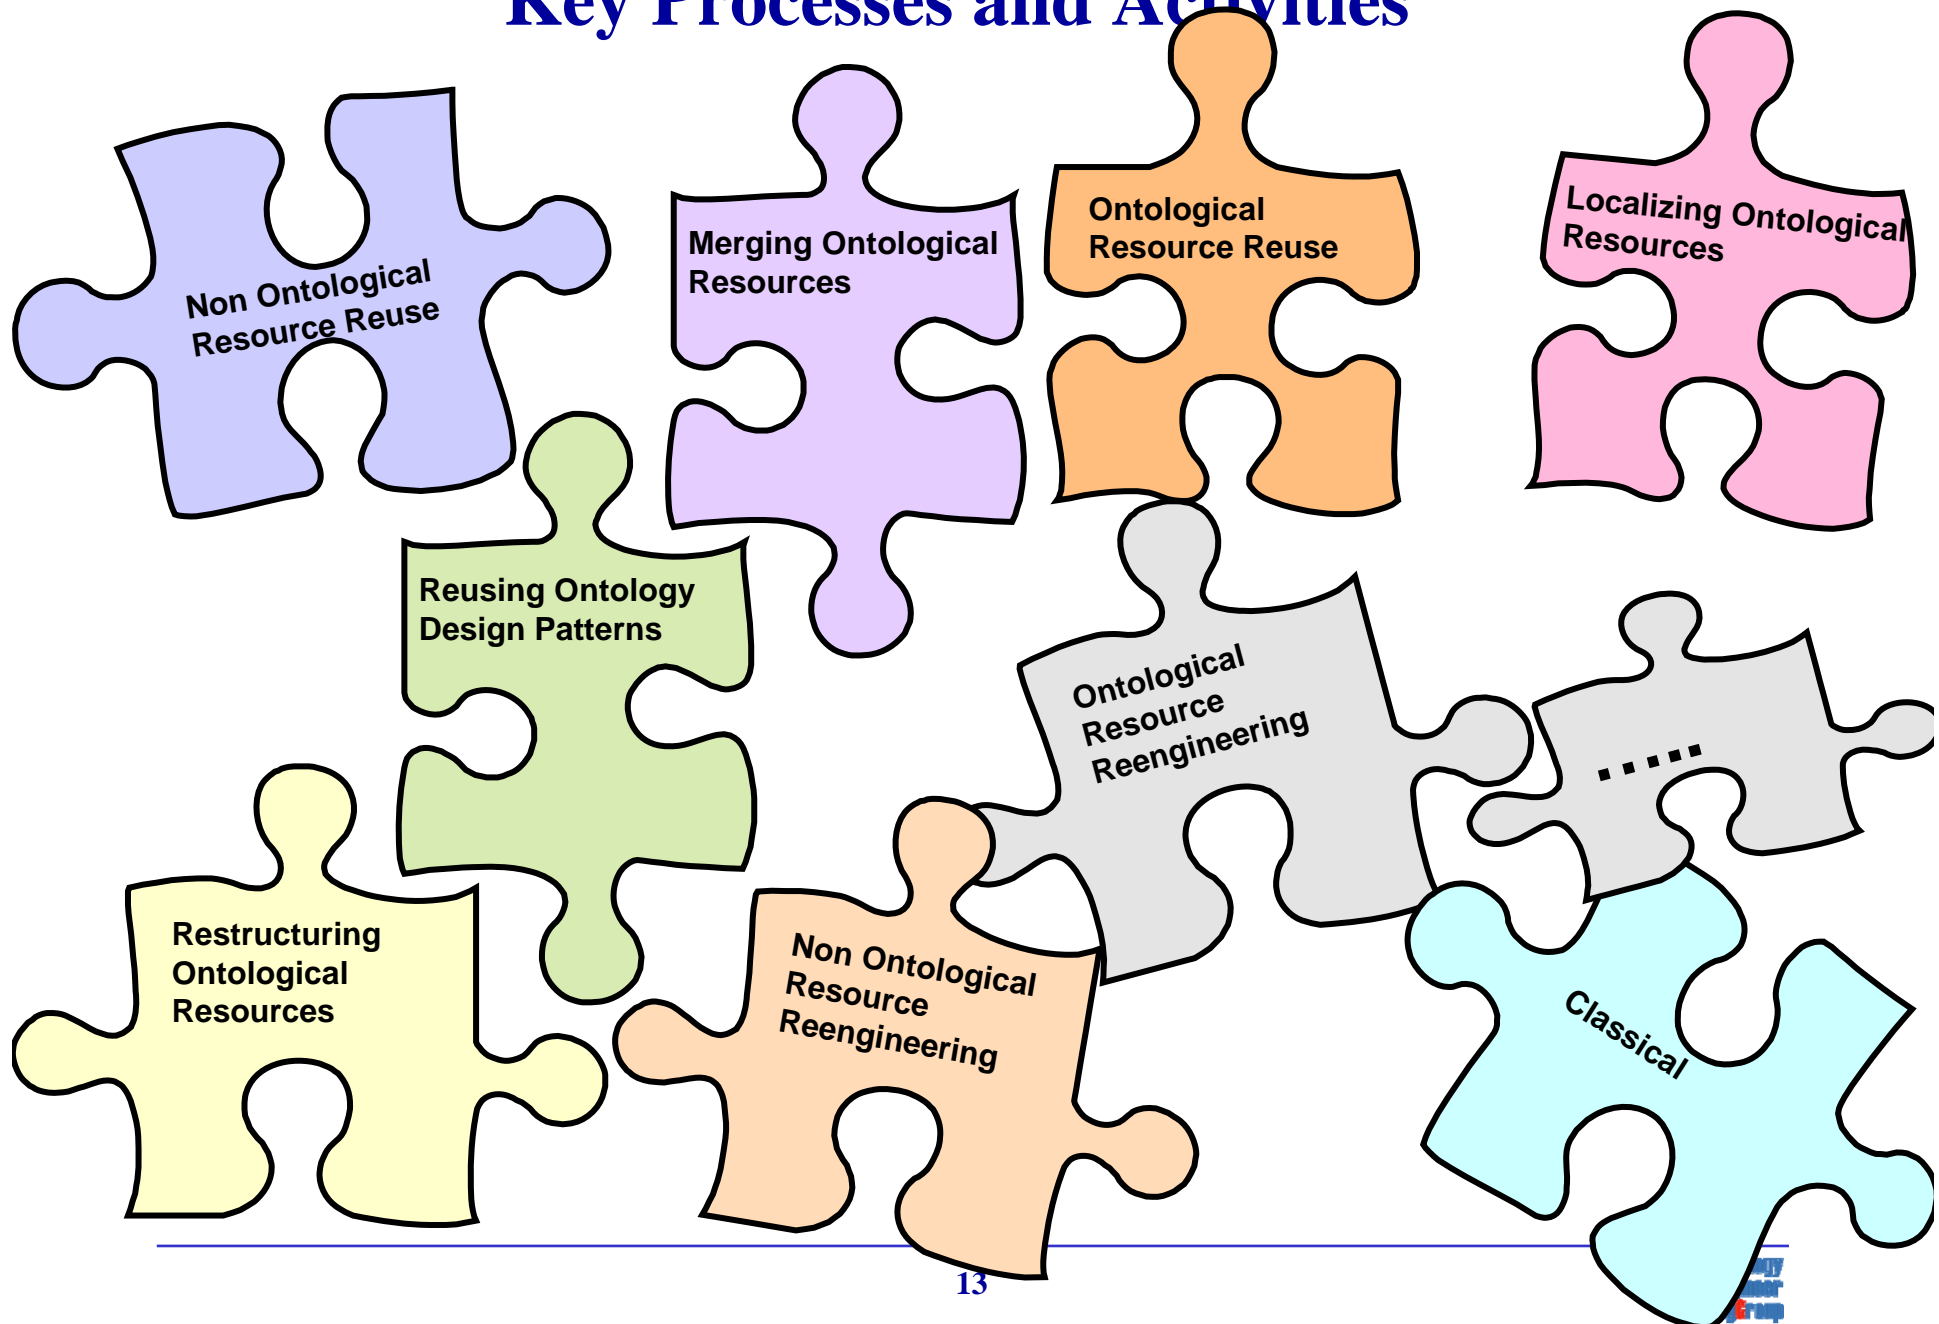 Key Processes and Activities
Non Ontological
Resource Reuse
Merging Ontological
Resources
Ontological
Resource Reuse
Localizing Ontological
Resources
Reusing Ontology
Design Patterns
Ontological
Resource
Reengineering
.....
Restructuring
Ontological
Resources
Non Ontological
Resource
Reengineering
Classical
13
Group